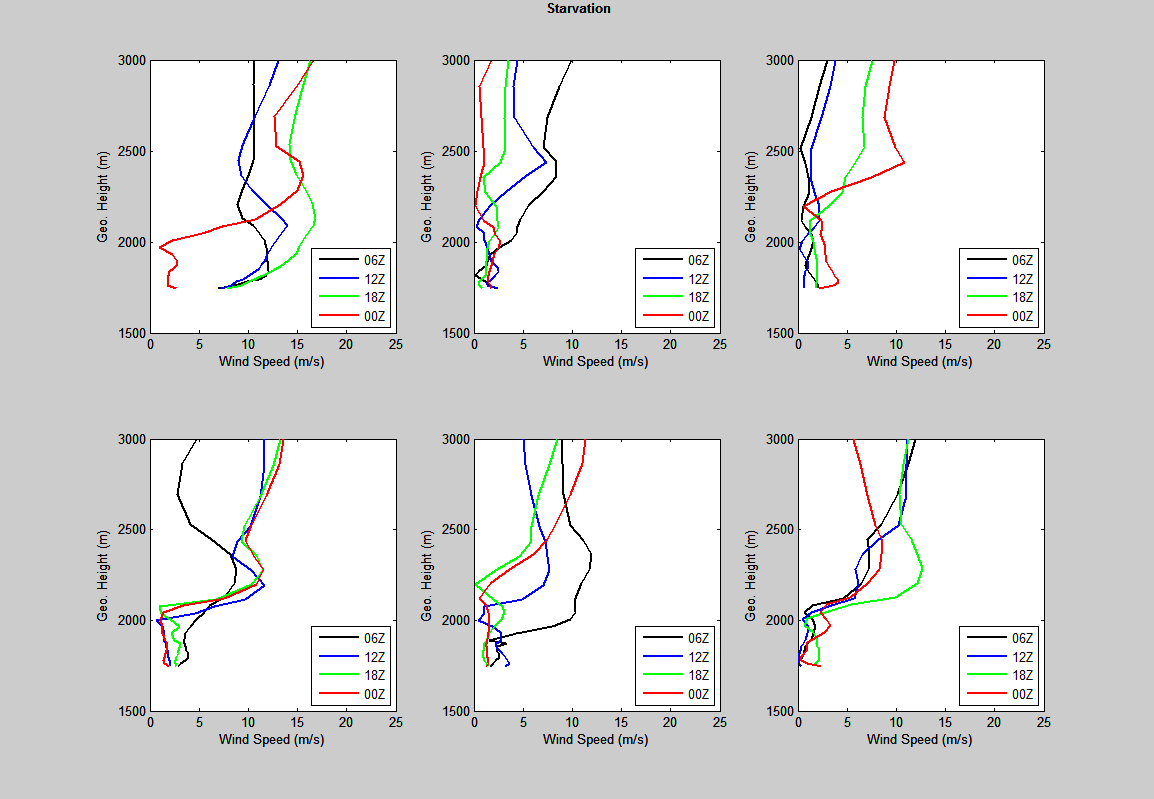 Starvation
3000
2500
2000
1500
Geo. Height (m)
0 5 10 15 20 25
Wind Speed (m/s)
06Z
12Z
18Z
00Z
3000
2500
2000
1500
Geo. Height (m)
0 5 10 15 20 25
Wind Speed (m/s)
06Z
12Z
18Z
00Z
3000
2500
2000
1500
Geo. Height (m)
0 5 10 15 20 25
Wind Speed (m/s)
06Z
12Z
18Z
00Z
3000
2500
2000
1500
Geo. Height (m)
0 5 10 15 20 25
Wind Speed (m/s)
06Z
12Z
18Z
00Z
3000
2500
2000
1500
Geo. Height (m)
0 5 10 15 20 25
Wind Speed (m/s)
06Z
12Z
18Z
00Z
3000
2500
2000
1500
Geo. Height (m)
0 5 10 15 20 25
Wind Speed (m/s)
06Z
12Z
18Z
00Z